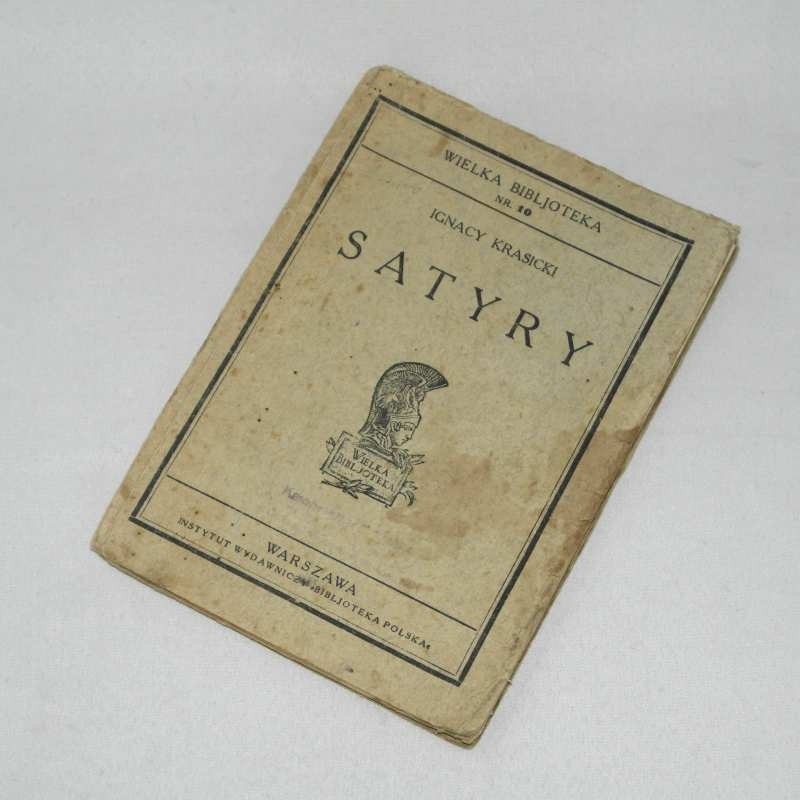 WIELKA BIBLJOTEKA
NR. 10
IGNACY KRASICKI
SATYRY
WIELKA
BIBLJOTEKA
WARSZAWA
INSTYTUT WYDAWNICZY „BIBLJOTEKA POLSKA“